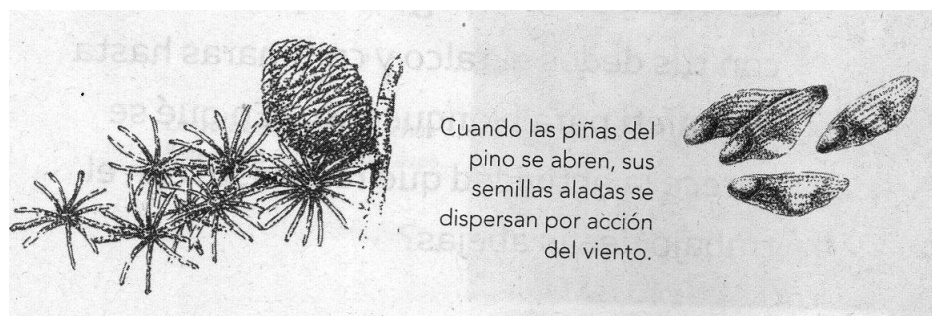 Cuando las piñas del
pino se abren, sus
semillas aladas se
dispersan por acción
del viento.